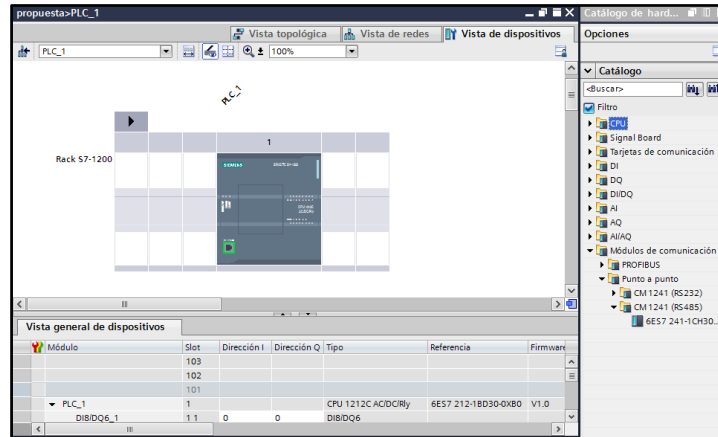 propuesta>PLC_1
Vista topológica
Vista de redes
Vista de dispositivos
PLC_1
100%
PLC_1
1
Rack S7-1200
SIEMENS
Vista general de dispositivos
Módulo Slot Dirección I Dirección Q Tipo Referencia Firmware
103
102
101
PLC_1 1 CPU 1212C AC/DC/Rly 6ES7 212-1BD30-0XB0 V1.0
DI8/DQ6_1 1 1 0 0 DI8/DQ6
Catálogo de hard...
Opciones
Catálogo
<Buscar>
Filtro
CPU
Signal Board
Tarjetas de comunicación
DI
DQ
DI/DQ
AI
AQ
AI/AQ
Módulos de comunicación
PROFIBUS
Punto a punto
CM 1241 (RS232)
CM 1241 (RS485)
6ES7 241-1CH30...